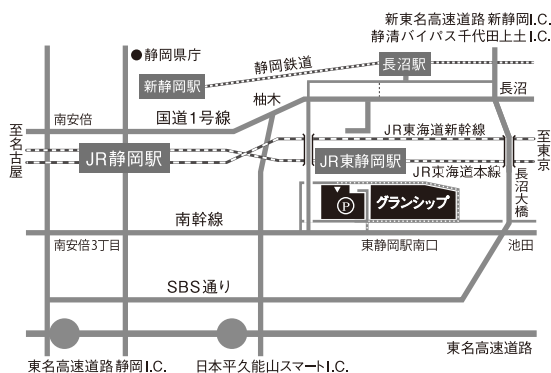 新東名高速道路 新静岡I.C.
静清バイパス千代田上土I.C.
●静岡県庁
静岡鉄道
長沼駅
新静岡駅
柚木
長沼
南安倍
国道1号線
至名古屋
JR静岡駅
JR東海道新幹線
JR東静岡駅
JR東海道本線
至東京
長沼大橋
P
グランシップ
南幹線
南安倍3丁目
東静岡駅南口
池田
SBS通り
東名高速道路
東名高速道路 静岡I.C.
日本平久能山スマートI.C.